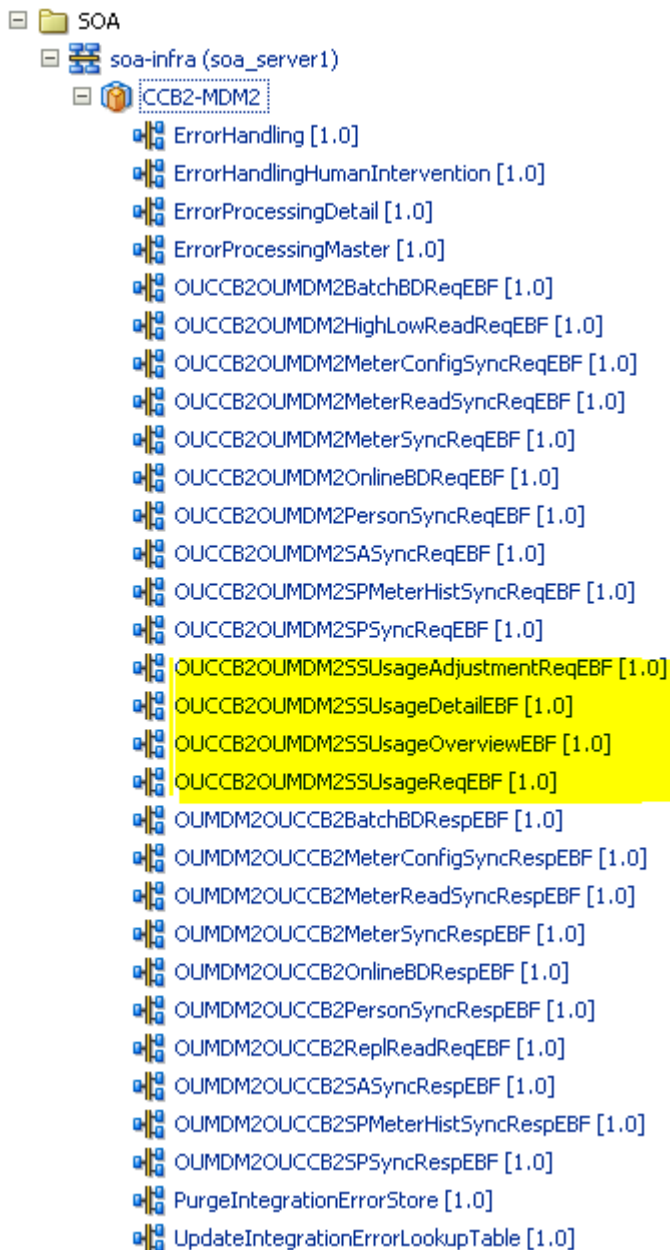 SOA
soa-infra (soa_server1)
CCB2-MDM2
ErrorHandling [1.0]
ErrorHandlingHumanIntervention [1.0]
ErrorProcessingDetail [1.0]
ErrorProcessingMaster [1.0]
OUCCB2OUMDM2BatchBDReqEBF [1.0]
OUCCB2OUMDM2HighLowReadReqEBF [1.0]
OUCCB2OUMDM2MeterConfigSyncReqEBF [1.0]
OUCCB2OUMDM2MeterReadSyncReqEBF [1.0]
OUCCB2OUMDM2MeterSyncReqEBF [1.0]
OUCCB2OUMDM2OnlineBDReqEBF [1.0]
OUCCB2OUMDM2PersonSyncReqEBF [1.0]
OUCCB2OUMDM2SASyncReqEBF [1.0]
OUCCB2OUMDM2SPMeterHistSyncReqEBF [1.0]
OUCCB2OUMDM2SPSyncReqEBF [1.0]
OUCCB2OUMDM2SSUsageAdjustmentReqEBF [1.0]
OUCCB2OUMDM2SSUsageDetailEBF [1.0]
OUCCB2OUMDM2SSUsageOverviewEBF [1.0]
OUCCB2OUMDM2SSUsageReqEBF [1.0]
OUMDM2OUCCB2BatchBDRespEBF [1.0]
OUMDM2OUCCB2MeterConfigSyncRespEBF [1.0]
OUMDM2OUCCB2MeterReadSyncRespEBF [1.0]
OUMDM2OUCCB2MeterSyncRespEBF [1.0]
OUMDM2OUCCB2OnlineBDRespEBF [1.0]
OUMDM2OUCCB2PersonSyncRespEBF [1.0]
OUMDM2OUCCB2ReplReadReqEBF [1.0]
OUMDM2OUCCB2SASyncRespEBF [1.0]
OUMDM2OUCCB2SPMeterHistSyncRespEBF [1.0]
OUMDM2OUCCB2SPSyncRespEBF [1.0]
PurgeIntegrationErrorStore [1.0]
UpdateIntegrationErrorLookupTable [1.0]